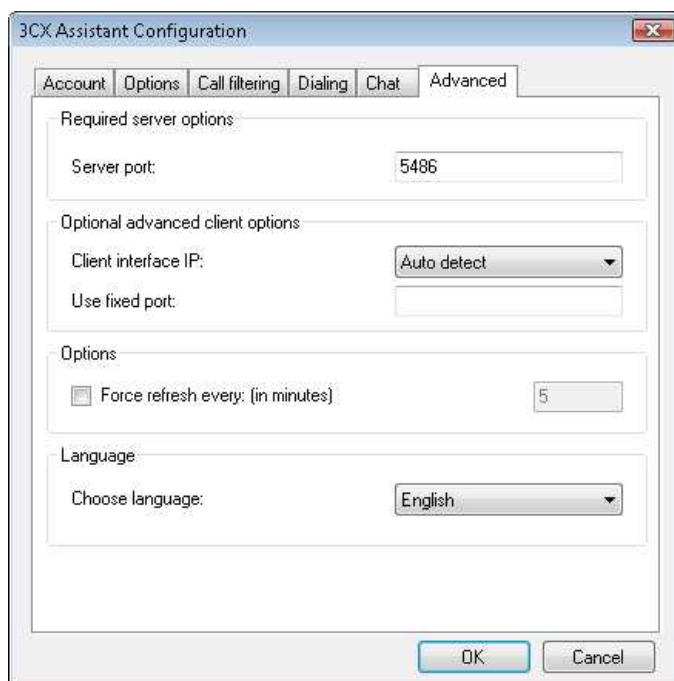 3CX Assistant Configuration
Account Options Call filtering Dialing Chat Advanced
Required server options
Server port: 5486
Optional advanced client options
Client interface IP: Auto detect
Use fixed port:
Options
Force refresh every: (in minutes) 5
Language
Choose language: English
OK Cancel